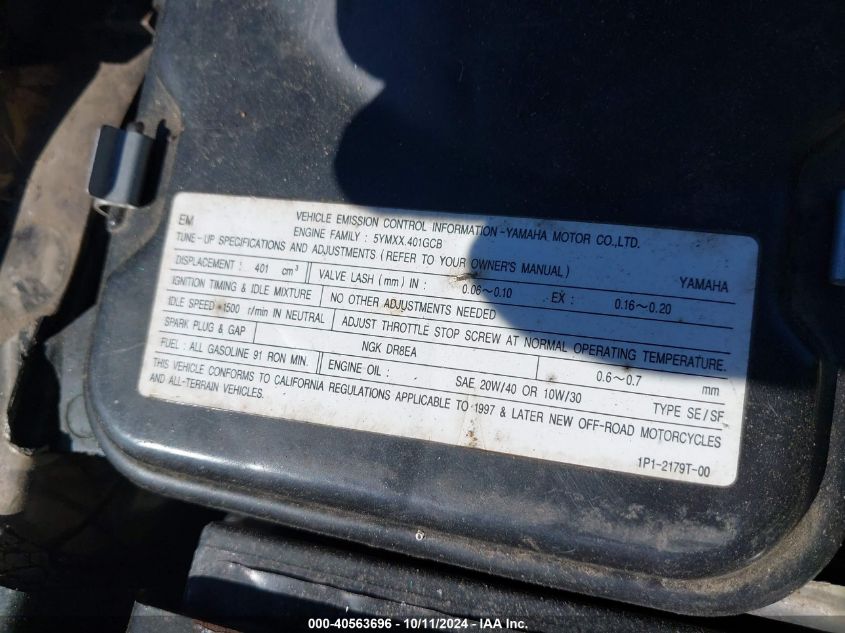 EM VEHICLE EMISSION CONTROL INFORMATION-YAMAHA MOTOR CO.,LTD.
ENGINE FAMILY : 5YMXX.401GCB
TUNE-UP SPECIFICATIONS AND ADJUSTMENTS (REFER TO YOUR OWNER'S MANUAL) YAMAHA
DISPLACEMENT : 401 cm³ VALVE LASH (mm) IN : 0.06~0.10 EX : 0.16~0.20
IGNITION TIMING & IDLE MIXTURE NO OTHER ADJUSTMENTS NEEDED
IDLE SPEED 1500 r/min IN NEUTRAL ADJUST THROTTLE STOP SCREW AT NORMAL OPERATING TEMPERATURE.
SPARK PLUG & GAP NGK DR8EA 0.6~0.7 mm
FUEL : ALL GASOLINE 91 RON MIN. ENGINE OIL : SAE 20W/40 OR 10W/30 TYPE SE/SF
THIS VEHICLE CONFORMS TO CALIFORNIA REGULATIONS APPLICABLE TO 1997 & LATER NEW OFF-ROAD MOTORCYCLES
AND ALL-TERRAIN VEHICLES.
1P1-2179T-00
6
000-40563696 - 10/11/2024 - IAA Inc.